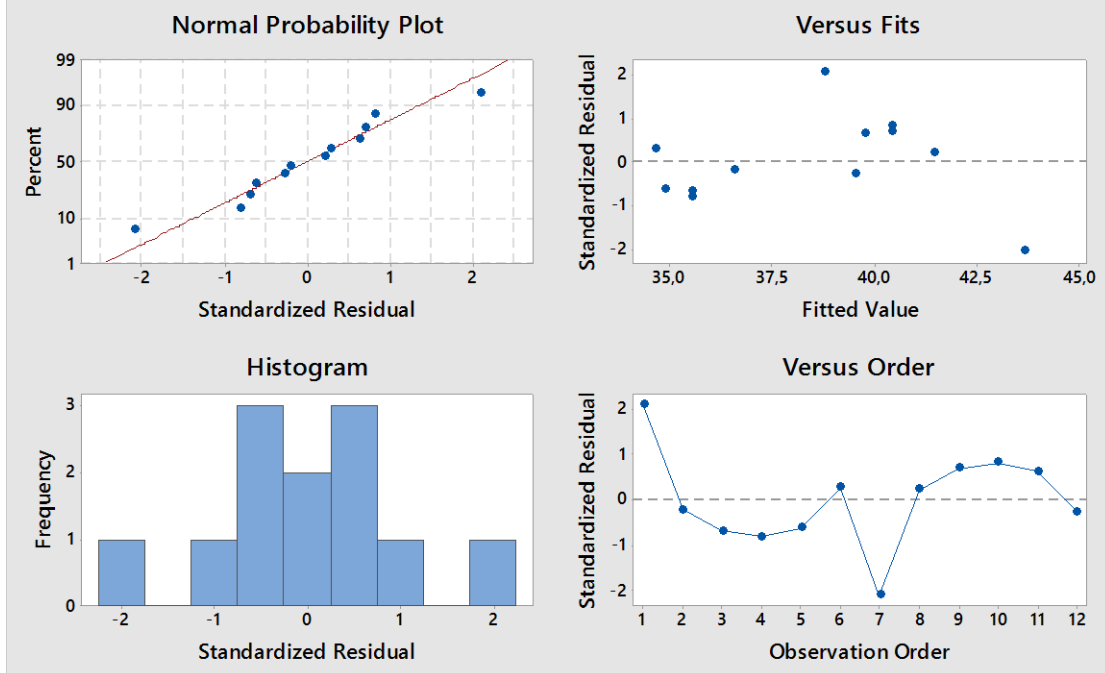 Normal Probability Plot
99
90
50
10
1
Percent
-2 -1 0 1 2
Standardized Residual
Versus Fits
2
1
0
-1
-2
Standardized Residual
35,0 37,5 40,0 42,5 45,0
Fitted Value
Histogram
3
2
1
0
Frequency
-2 -1 0 1 2
Standardized Residual
Versus Order
2
1
0
-1
-2
Standardized Residual
1 2 3 4 5 6 7 8 9 10 11 12
Observation Order